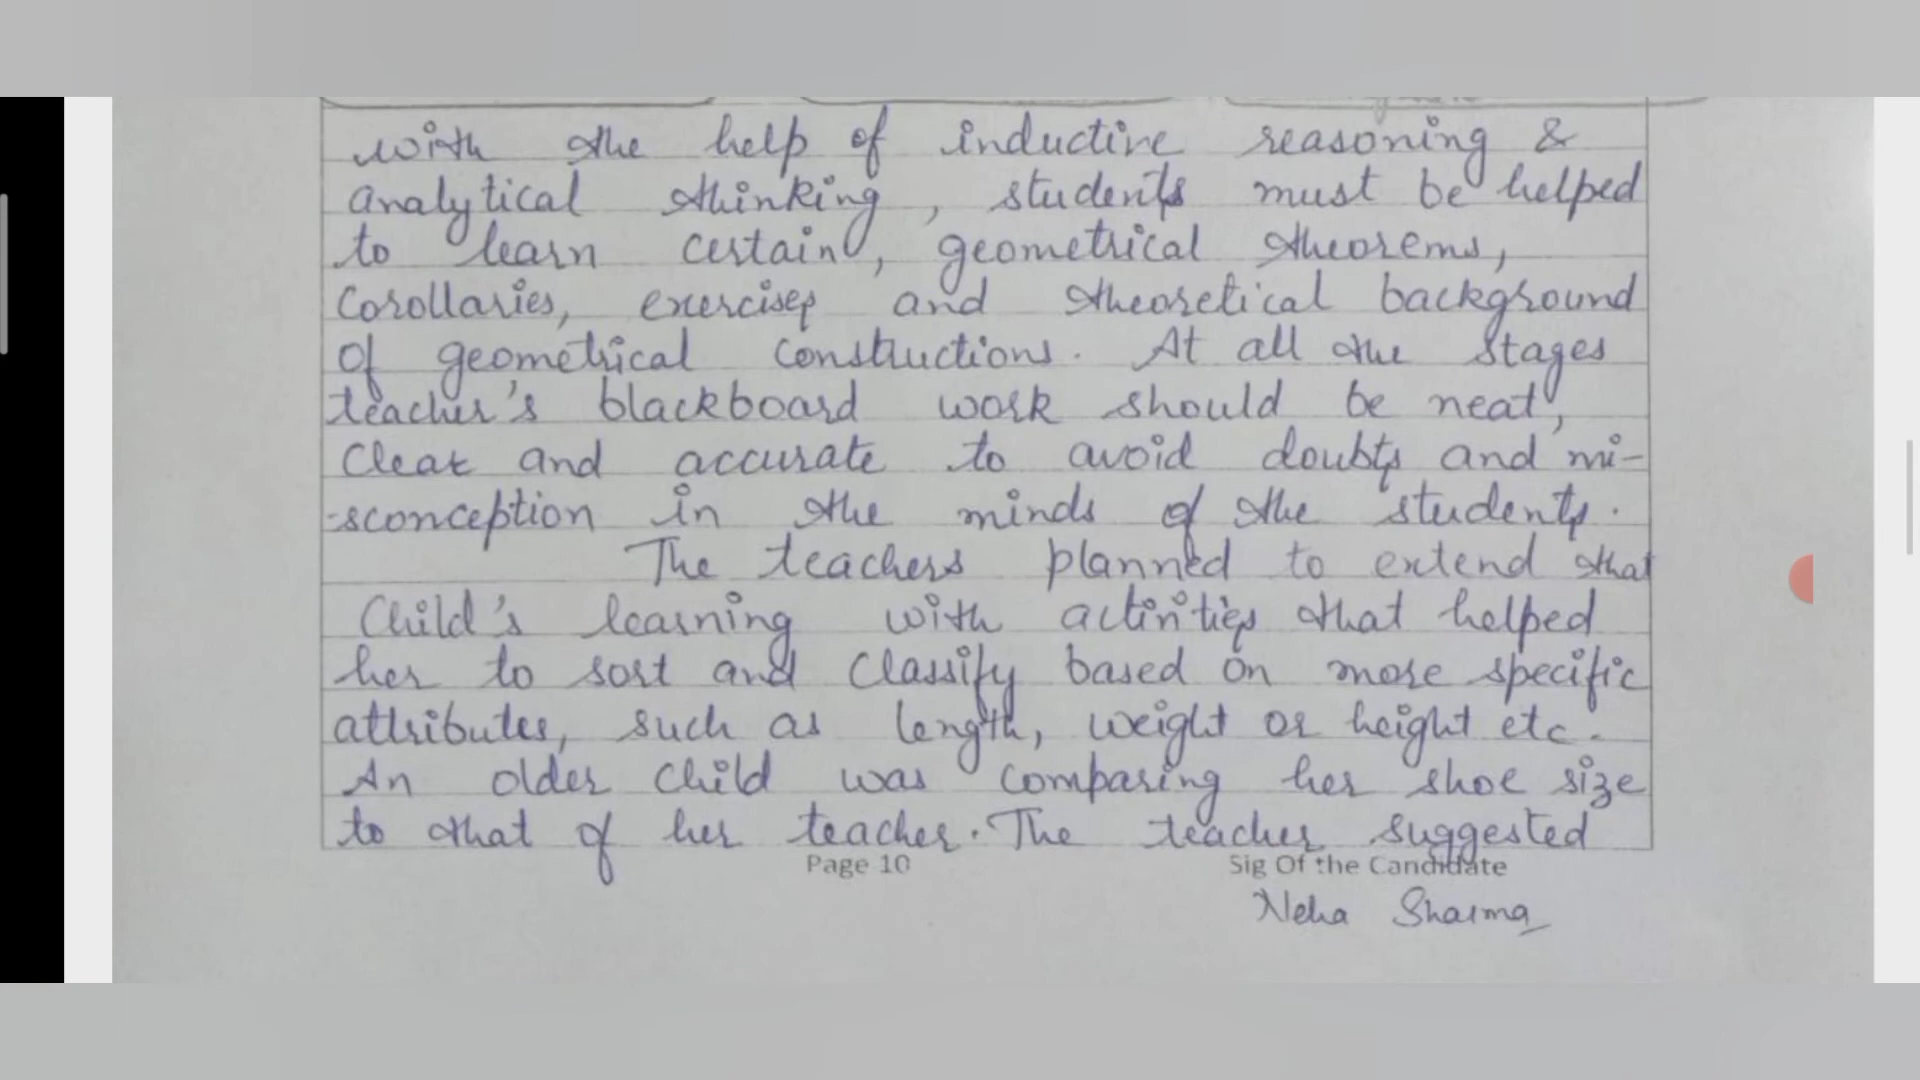 with the help of inductive reasoning &
analytical thinking, students must be helped
to learn certain, geometrical theorems,
corollaries, exercises and theoretical background
of geometrical constructions. At all the stages
teacher's blackboard work should be neat,
clear and accurate to avoid doubts and mi-
-sconception in the minds of the students.
The teachers planned to extend that
Child's learning with activities that helped
her to sort and classify based on more specific
attributes, such as length, weight or height etc.
An older child was comparing her shoe size
to that of her teacher. The teacher suggested
Page 10 Sig Of the Candidate
Neha Sharma